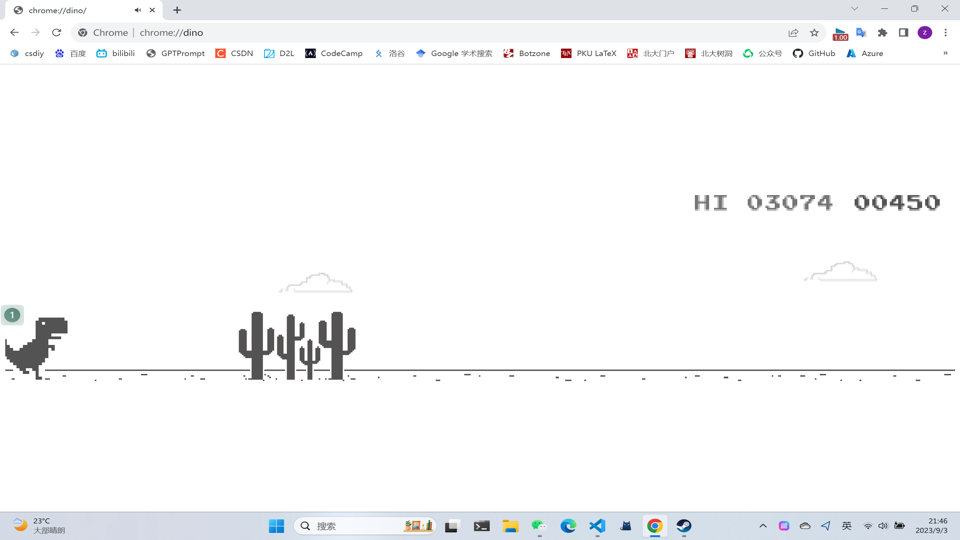 chrome://dino/
Chrome | chrome://dino
1.00
z
csdiy 百度 bilibili GPTPrompt CSDN D2L CodeCamp 洛谷 Google 学术搜索 Botzone PKU LaTeX 北大门户 北大树洞 公众号 GitHub Azure »
HI 03074 00450
1
23°C
大部晴朗
搜索
英
21:46
2023/9/3